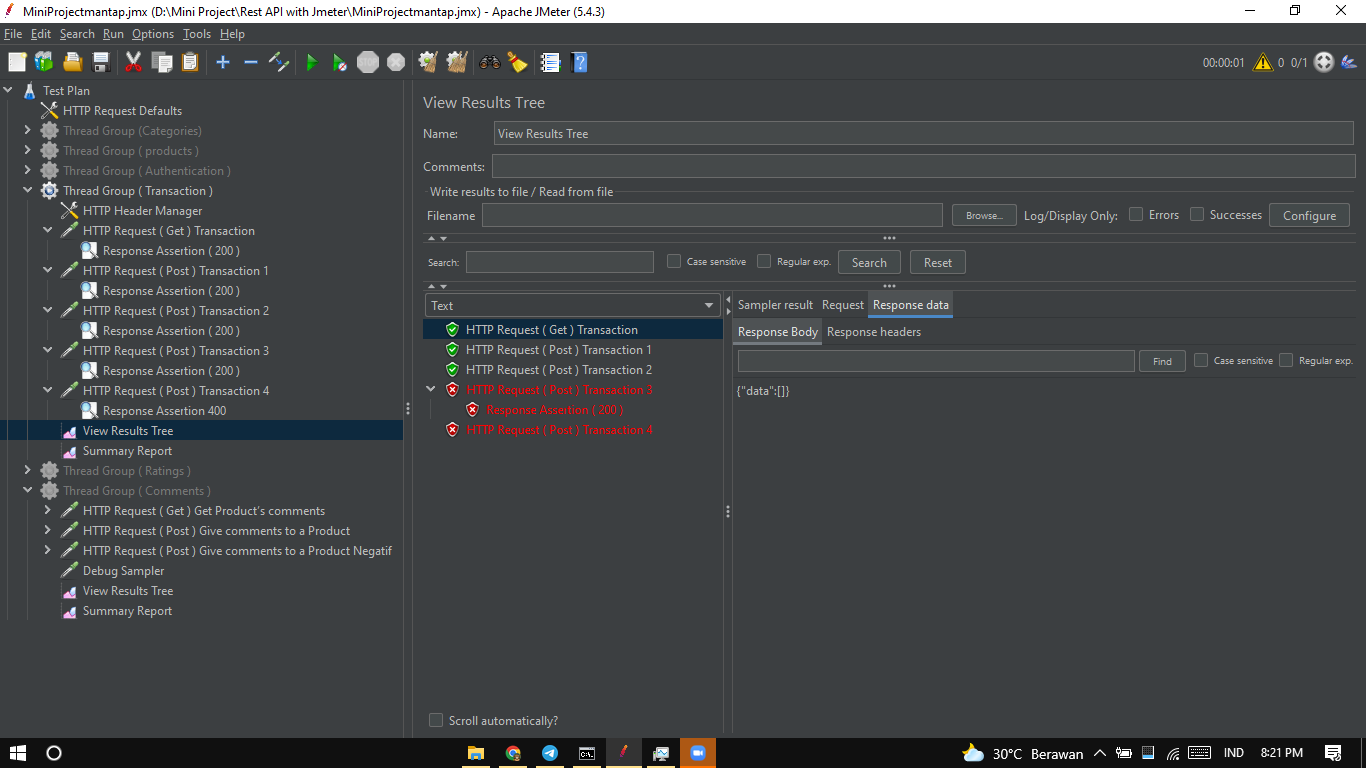 MiniProjectmantap.jmx (D:\Mini Project\Rest API with Jmeter\MiniProjectmantap.jmx) - Apache JMeter (5.4.3)
File Edit Search Run Options Tools Help
STOP
00:00:01 0 0/1
Test Plan
HTTP Request Defaults
Thread Group (Categories)
Thread Group ( products )
Thread Group ( Authentication )
Thread Group ( Transaction )
HTTP Header Manager
HTTP Request ( Get ) Transaction
Response Assertion ( 200 )
HTTP Request ( Post ) Transaction 1
Response Assertion ( 200 )
HTTP Request ( Post ) Transaction 2
Response Assertion ( 200 )
HTTP Request ( Post ) Transaction 3
Response Assertion ( 200 )
HTTP Request ( Post ) Transaction 4
Response Assertion 400
View Results Tree
Summary Report
Thread Group ( Ratings )
Thread Group ( Comments )
HTTP Request ( Get ) Get Product's comments
HTTP Request ( Post ) Give comments to a Product
HTTP Request ( Post ) Give comments to a Product Negatif
Debug Sampler
View Results Tree
Summary Report
View Results Tree
Name: View Results Tree
Comments:
Write results to file / Read from file
Filename Browse... Log/Display Only: Errors Successes Configure
Search: Case sensitive Regular exp. Search Reset
Text
HTTP Request ( Get ) Transaction
HTTP Request ( Post ) Transaction 1
HTTP Request ( Post ) Transaction 2
HTTP Request ( Post ) Transaction 3
Response Assertion ( 200 )
HTTP Request ( Post ) Transaction 4
Scroll automatically?
Sampler result Request Response data
Response Body Response headers
Find Case sensitive Regular exp.
{"data":[]}
30°C Berawan IND 8:21 PM